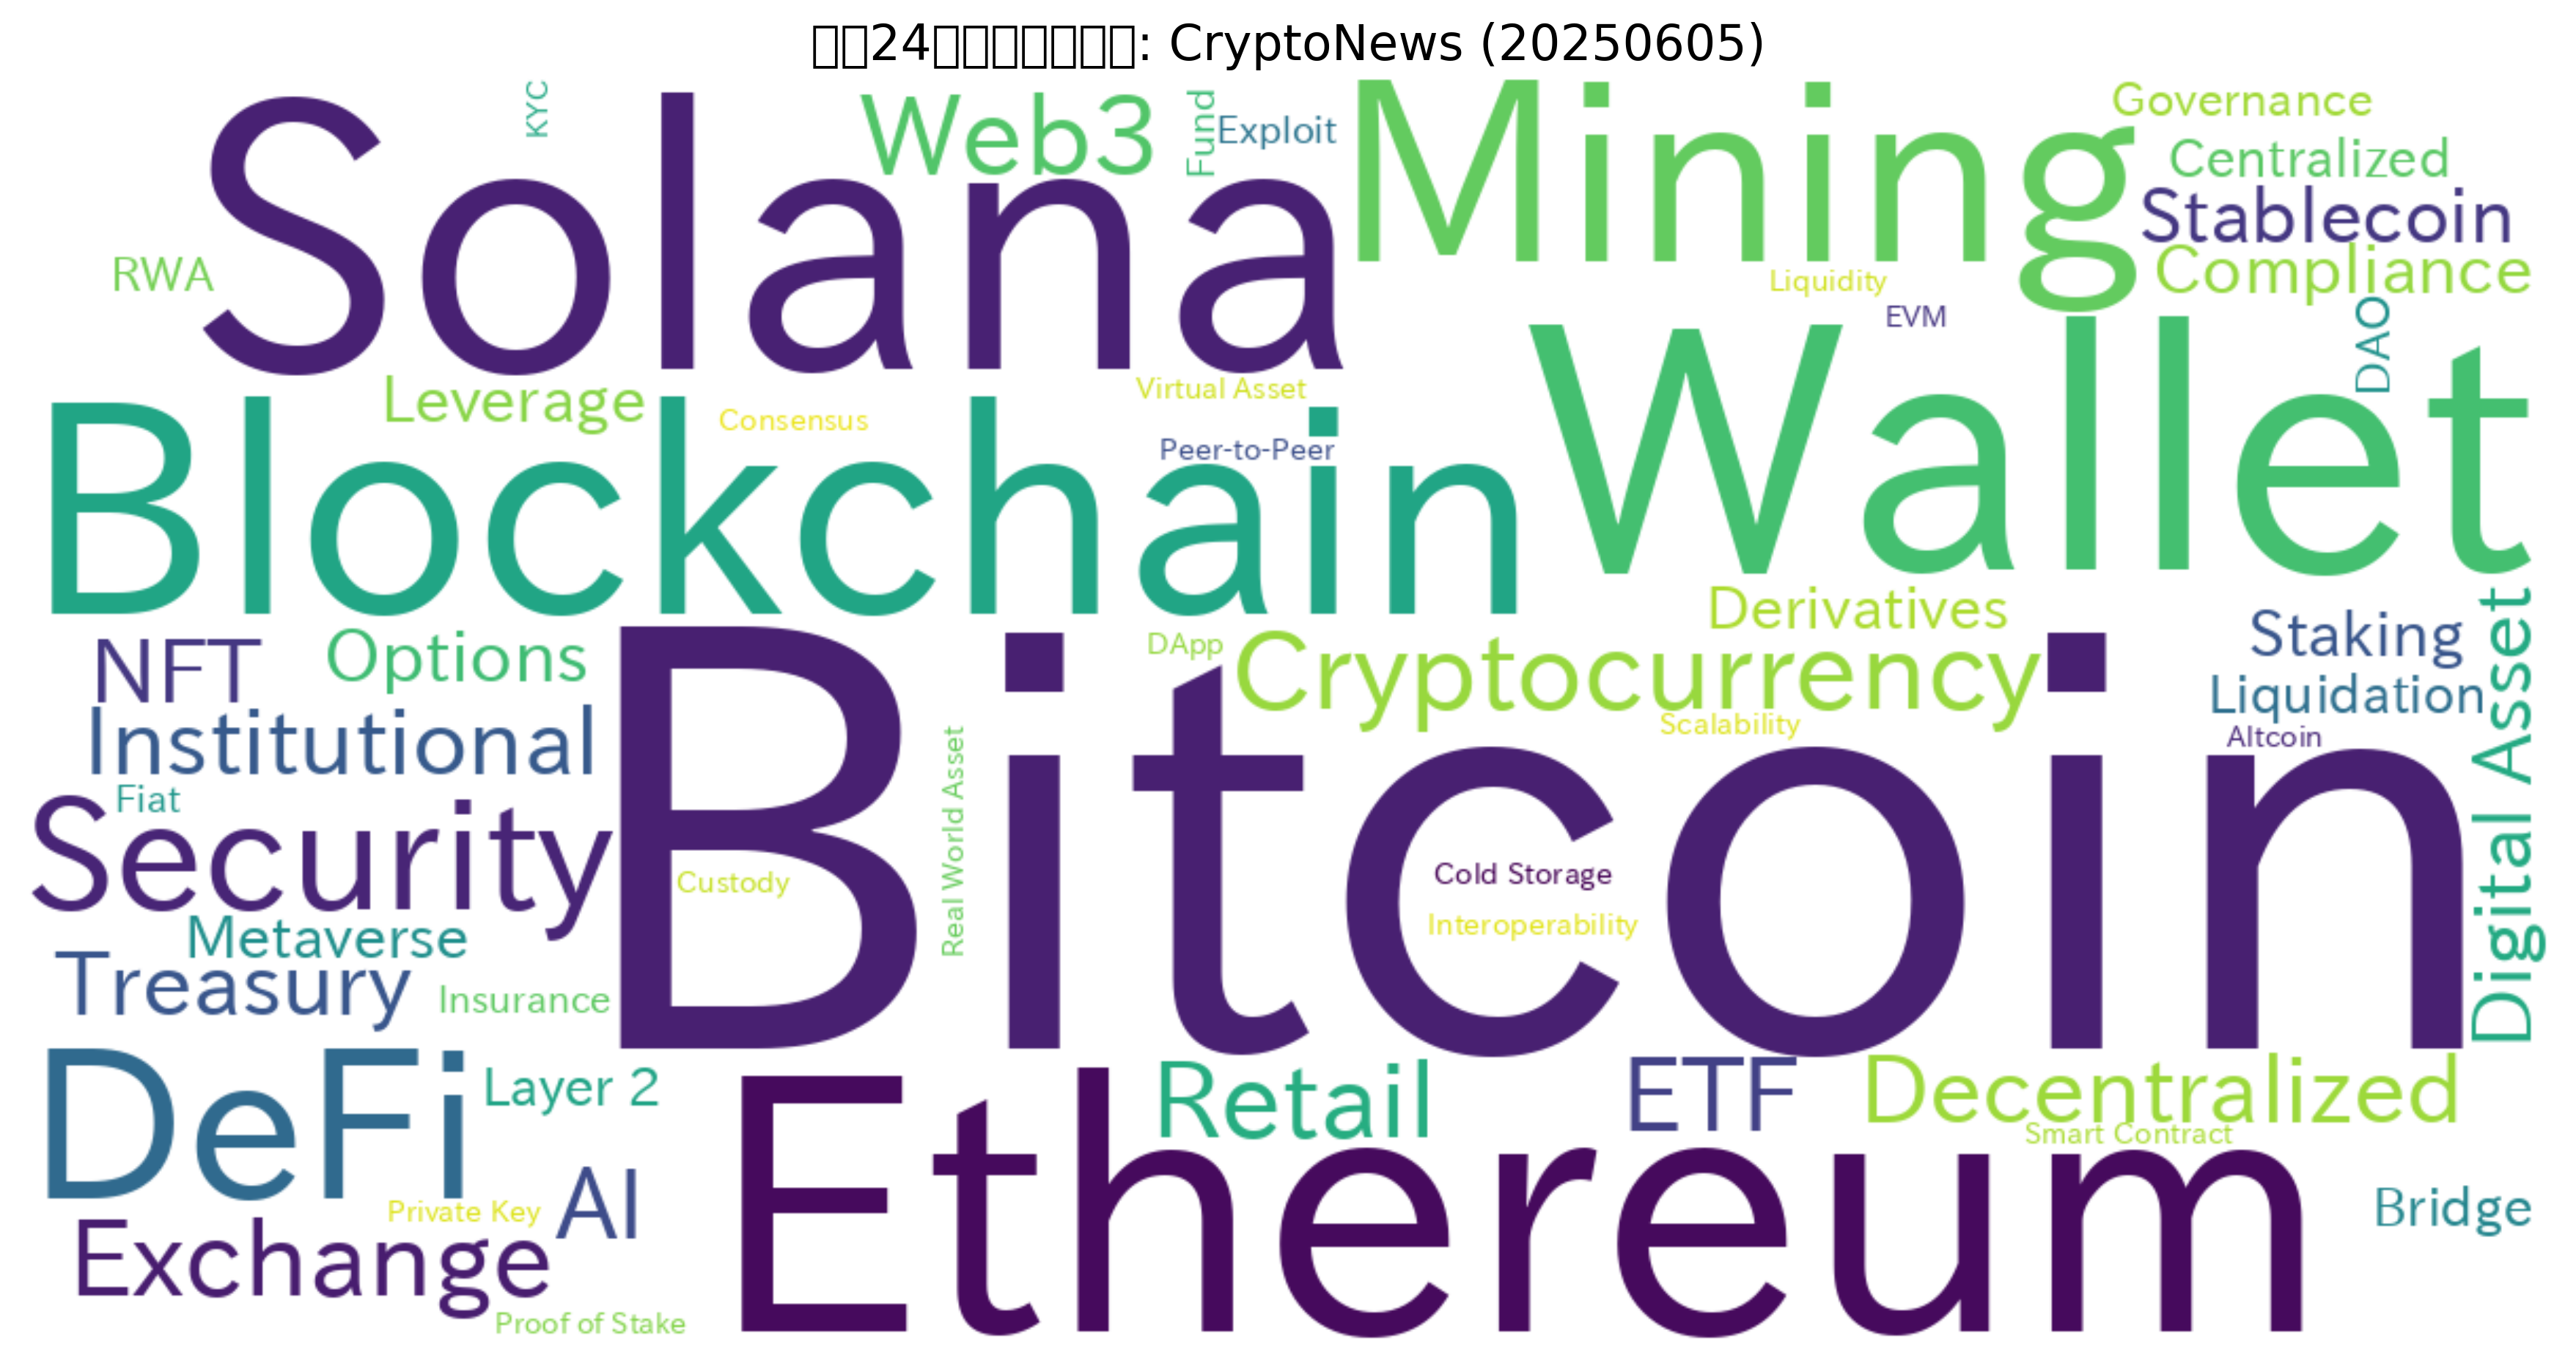 24: CryptoNews (20250605)
KYC
Solana
Web3
Fund
Exploit
Mining
Governance
Centralized
Stablecoin
Compliance
RWA
Liquidity
EVM
DAO
Wallet
Leverage
Virtual Asset
Consensus
Peer-to-Peer
Blockchain
Derivatives
NFT
Options
DApp
Cryptocurrency
Staking
Liquidation
Digital Asset
Institutional
Scalability
Altcoin
Fiat
Security
Bitcoin
Custody
Real World Asset
Cold Storage
Interoperability
Metaverse
Treasury
Insurance
DeFi
Layer 2
Retail
ETF
Decentralized
Smart Contract
Ethereum
AI
Private Key
Exchange
Bridge
Proof of Stake